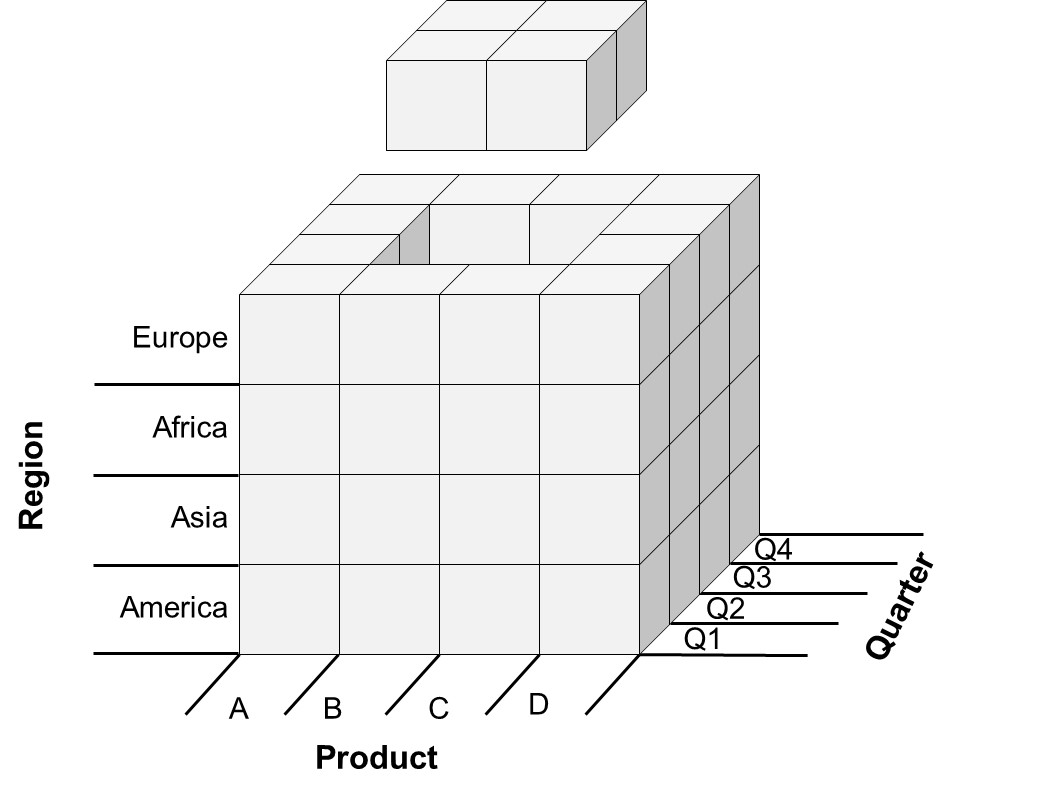 Europe
Africa
Asia
America
Region
Q4
Q3
Q2
Q1
Quarter
A B C D
Product